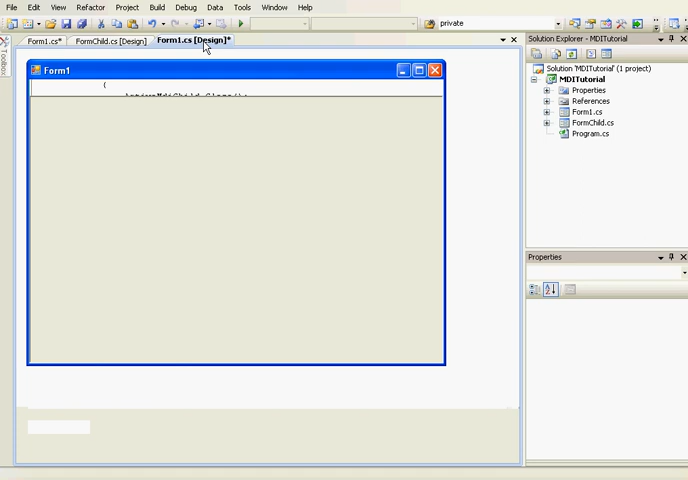 File Edit View Refactor Project Build Debug Data Tools Window Help
private
Form1.cs* FormChild.cs [Design] Form1.cs [Design]*
Toolbox
Form1
{
ActiveMdiChild.Close();
Solution Explorer - MDITutorial
Solution 'MDITutorial' (1 project)
MDITutorial
Properties
References
Form1.cs
FormChild.cs
Program.cs
Properties